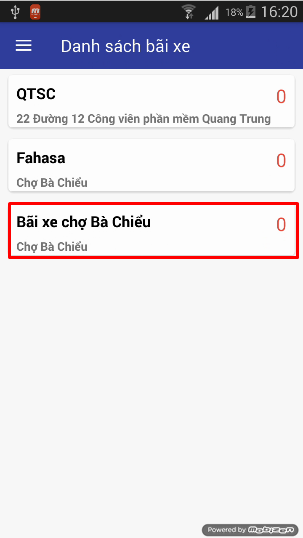 18% 16:20
Danh sách bãi xe
QTSC 0
22 Đường 12 Công viên phần mềm Quang Trung
Fahasa 0
Chợ Bà Chiểu
Bãi xe chợ Bà Chiểu 0
Chợ Bà Chiểu
Powered by Mobizen